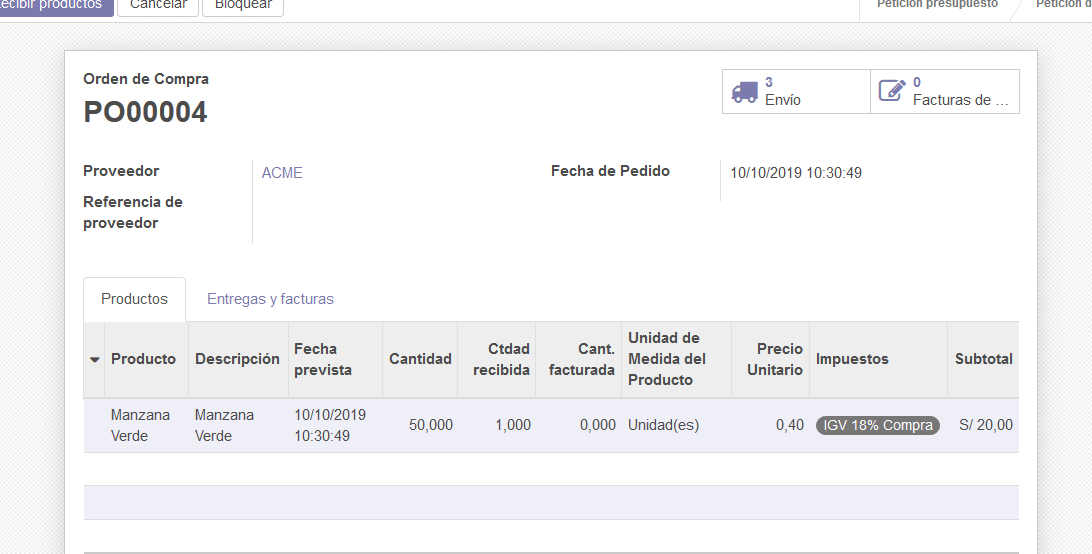 Recibir productos Cancelar Bloquear
Petición presupuesto Petición d
Orden de Compra
PO00004
3
Envío
0
Facturas de ...
Proveedor ACME
Referencia de
proveedor
Fecha de Pedido 10/10/2019 10:30:49
Productos Entregas y facturas
Producto Descripción Fecha prevista Cantidad Ctdad recibida Cant. facturada Unidad de Medida del Producto Precio Unitario Impuestos Subtotal
Manzana Verde Manzana Verde 10/10/2019 10:30:49 50,000 1,000 0,000 Unidad(es) 0,40 IGV 18% Compra S/ 20,00